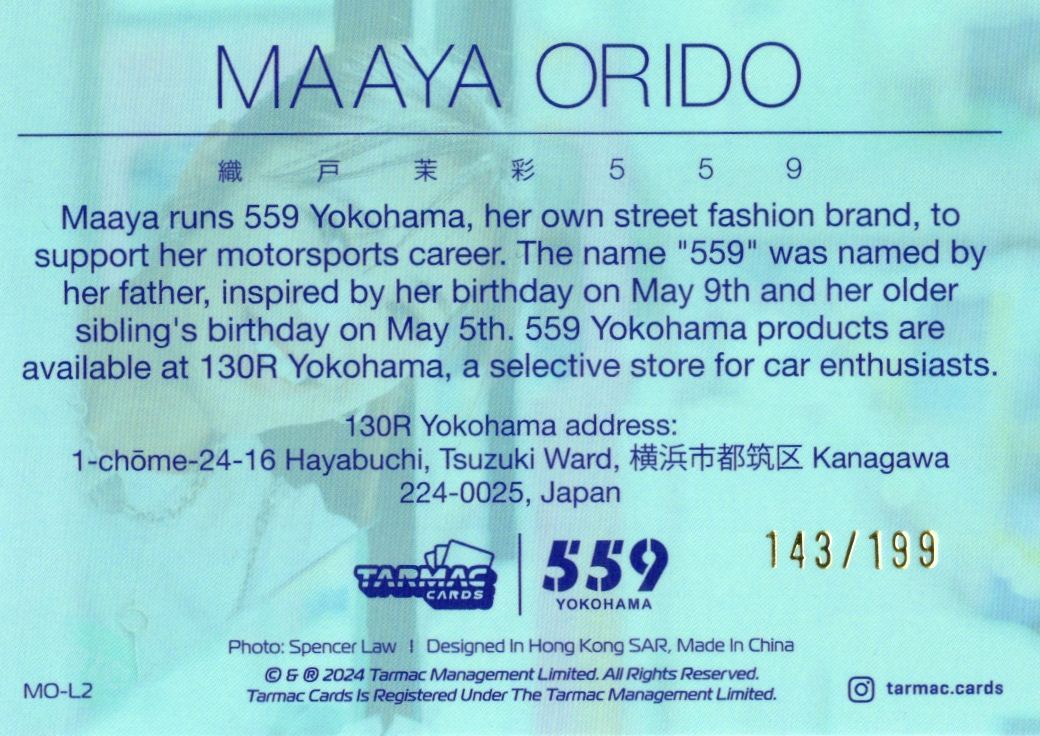 MAAYA ORIDO
織戸茉彩559
Maaya runs 559 Yokohama, her own street fashion brand, to
support her motorsports career. The name "559" was named by
her father, inspired by her birthday on May 9th and her older
sibling's birthday on May 5th. 559 Yokohama products are
available at 130R Yokohama, a selective store for car enthusiasts.
130R Yokohama address:
1-chōme-24-16 Hayabuchi, Tsuzuki Ward, 横浜市都筑区 Kanagawa
224-0025, Japan
TARMAC CARDS
559 YOKOHAMA
143/199
Photo: Spencer Law | Designed In Hong Kong SAR, Made In China
© & ® 2024 Tarmac Management Limited. All Rights Reserved.
Tarmac Cards Is Registered Under The Tarmac Management Limited.
MO-L2
tarmac.cards